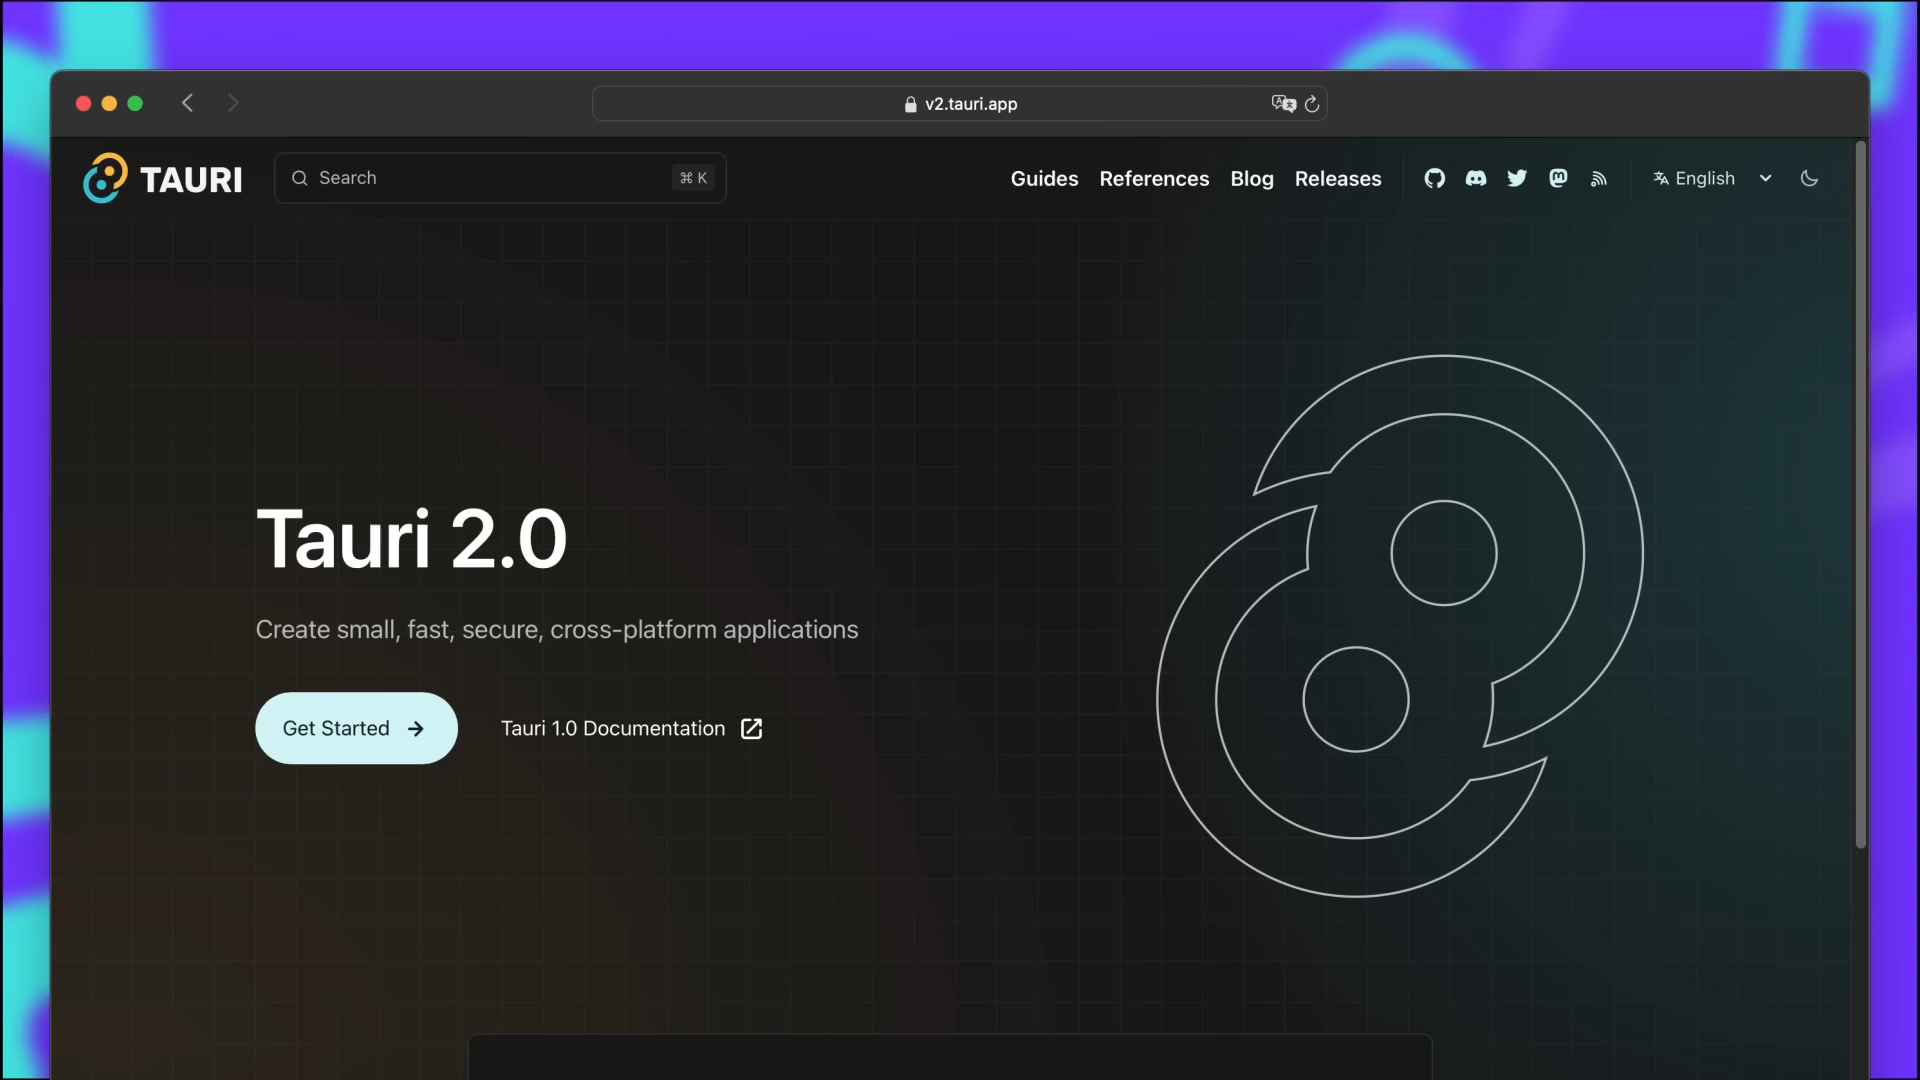 v2.tauri.app
TAURI
Search
⌘ K
Guides
References
Blog
Releases
English
Tauri 2.0
Create small, fast, secure, cross-platform applications
Get Started →
Tauri 1.0 Documentation